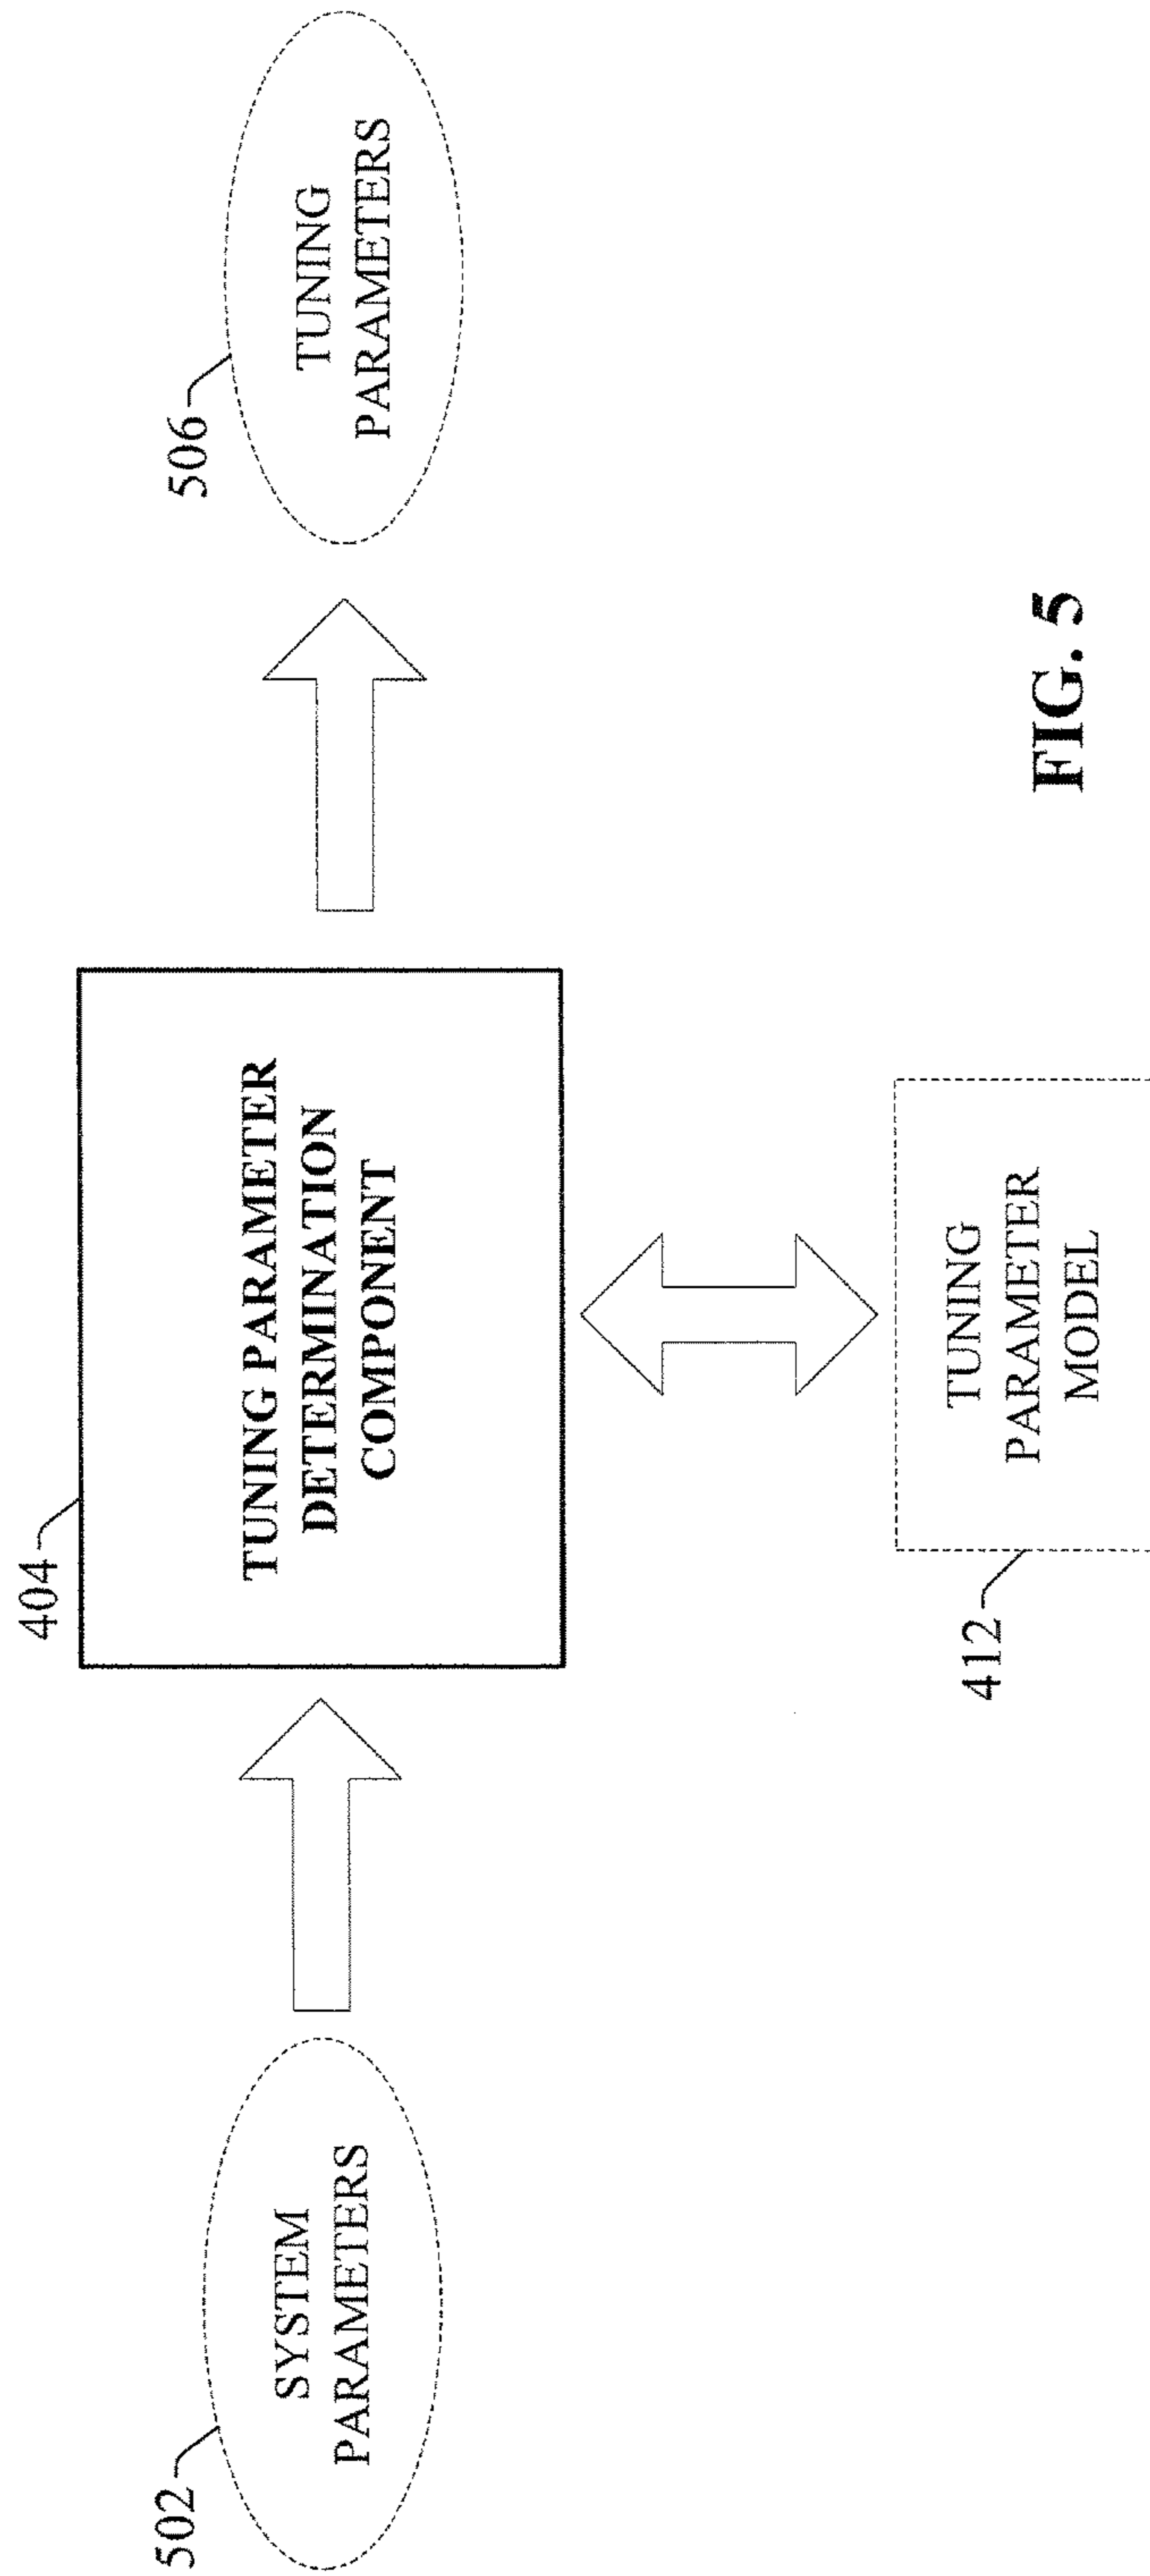 404
TUNING PARAMETER
DETERMINATION
COMPONENT
502
SYSTEM
PARAMETERS
506
TUNING
PARAMETERS
412
TUNING
PARAMETER
MODEL
FIG. 5